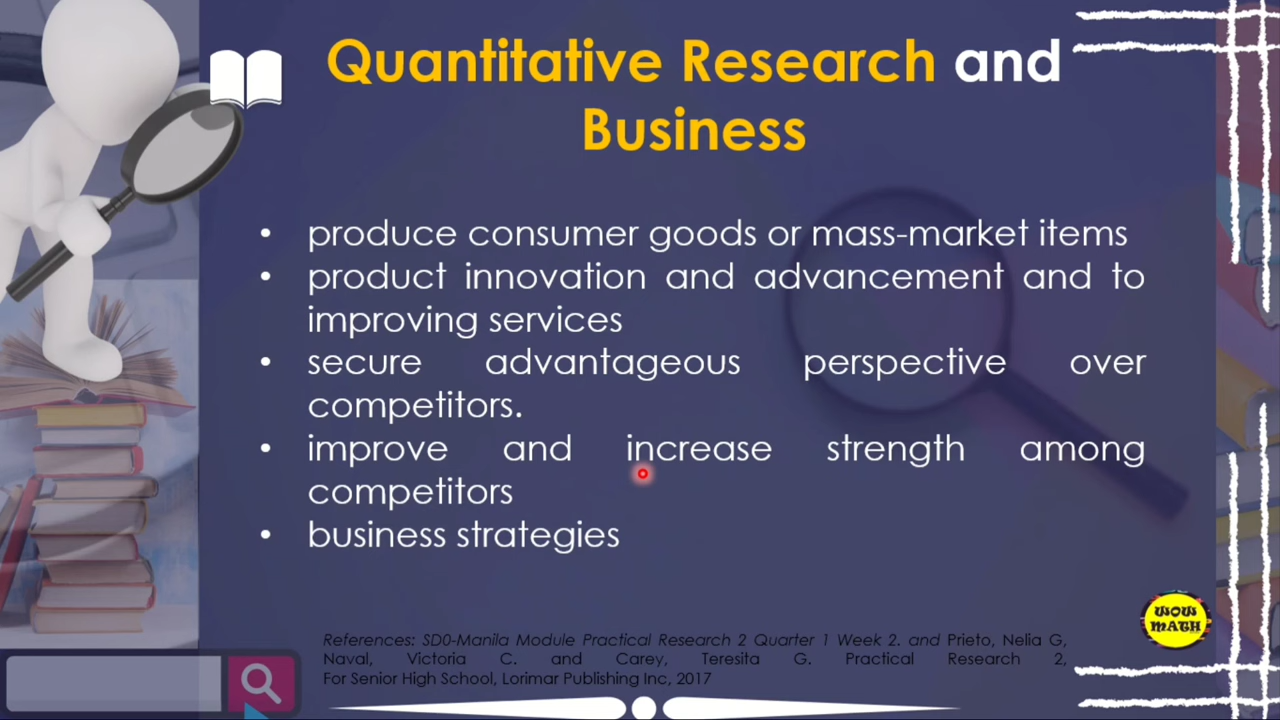 Quantitative Research and
Business
• produce consumer goods or mass-market items
• product innovation and advancement and to
improving services
• secure advantageous perspective over
competitors.
• improve and increase strength among
competitors
• business strategies
WOW
MATH
References: SD0-Manila Module Practical Research 2 Quarter 1 Week 2. and Prieto, Nelia G,
Naval, Victoria C. and Carey, Teresita G. Practical Research 2,
For Senior High School, Lorimar Publishing Inc, 2017